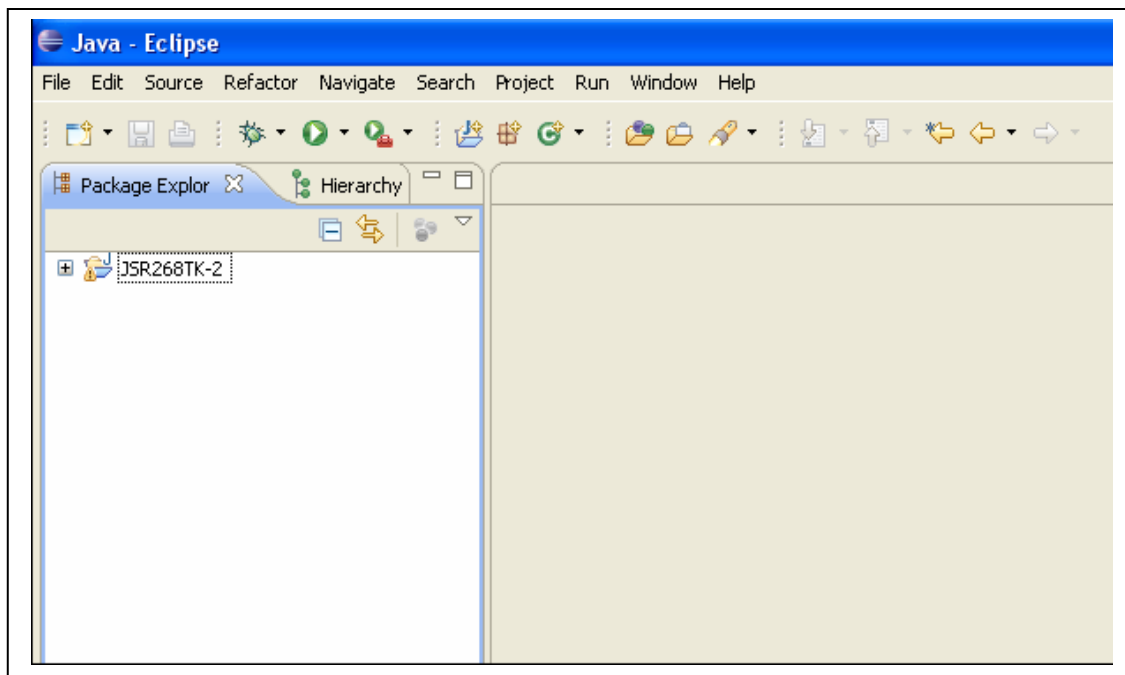 Java - Eclipse
File Edit Source Refactor Navigate Search Project Run Window Help
Package Explor Hierarchy
JSR268TK-2